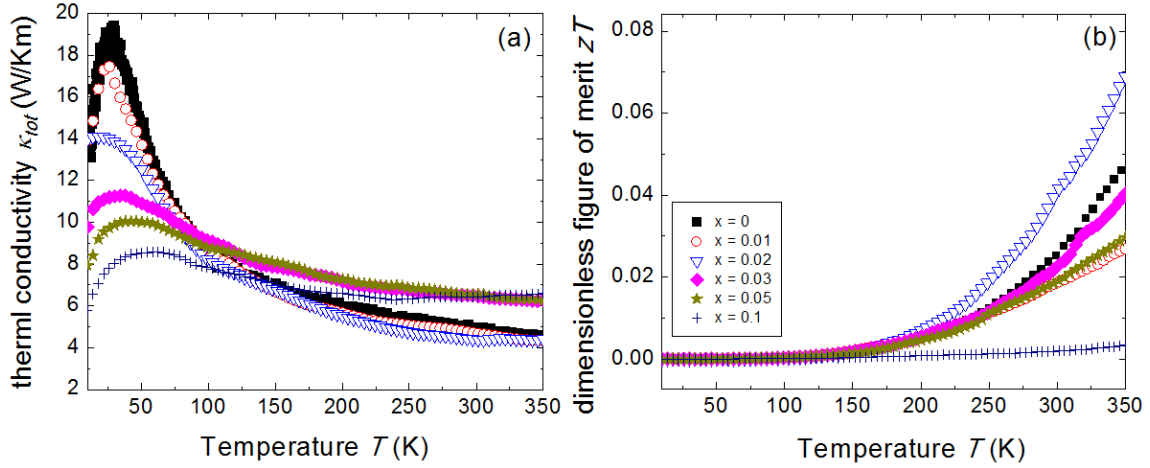 (a)
therml conductivity κtot (W/Km)
20
18
16
14
12
10
8
6
4
2
50 100 150 200 250 300 350
Temperature T (K)
(b)
dimensionless figure of merit zT
0.08
0.06
0.04
0.02
0.00
x = 0
x = 0.01
x = 0.02
x = 0.03
x = 0.05
x = 0.1
50 100 150 200 250 300 350
Temperature T (K)